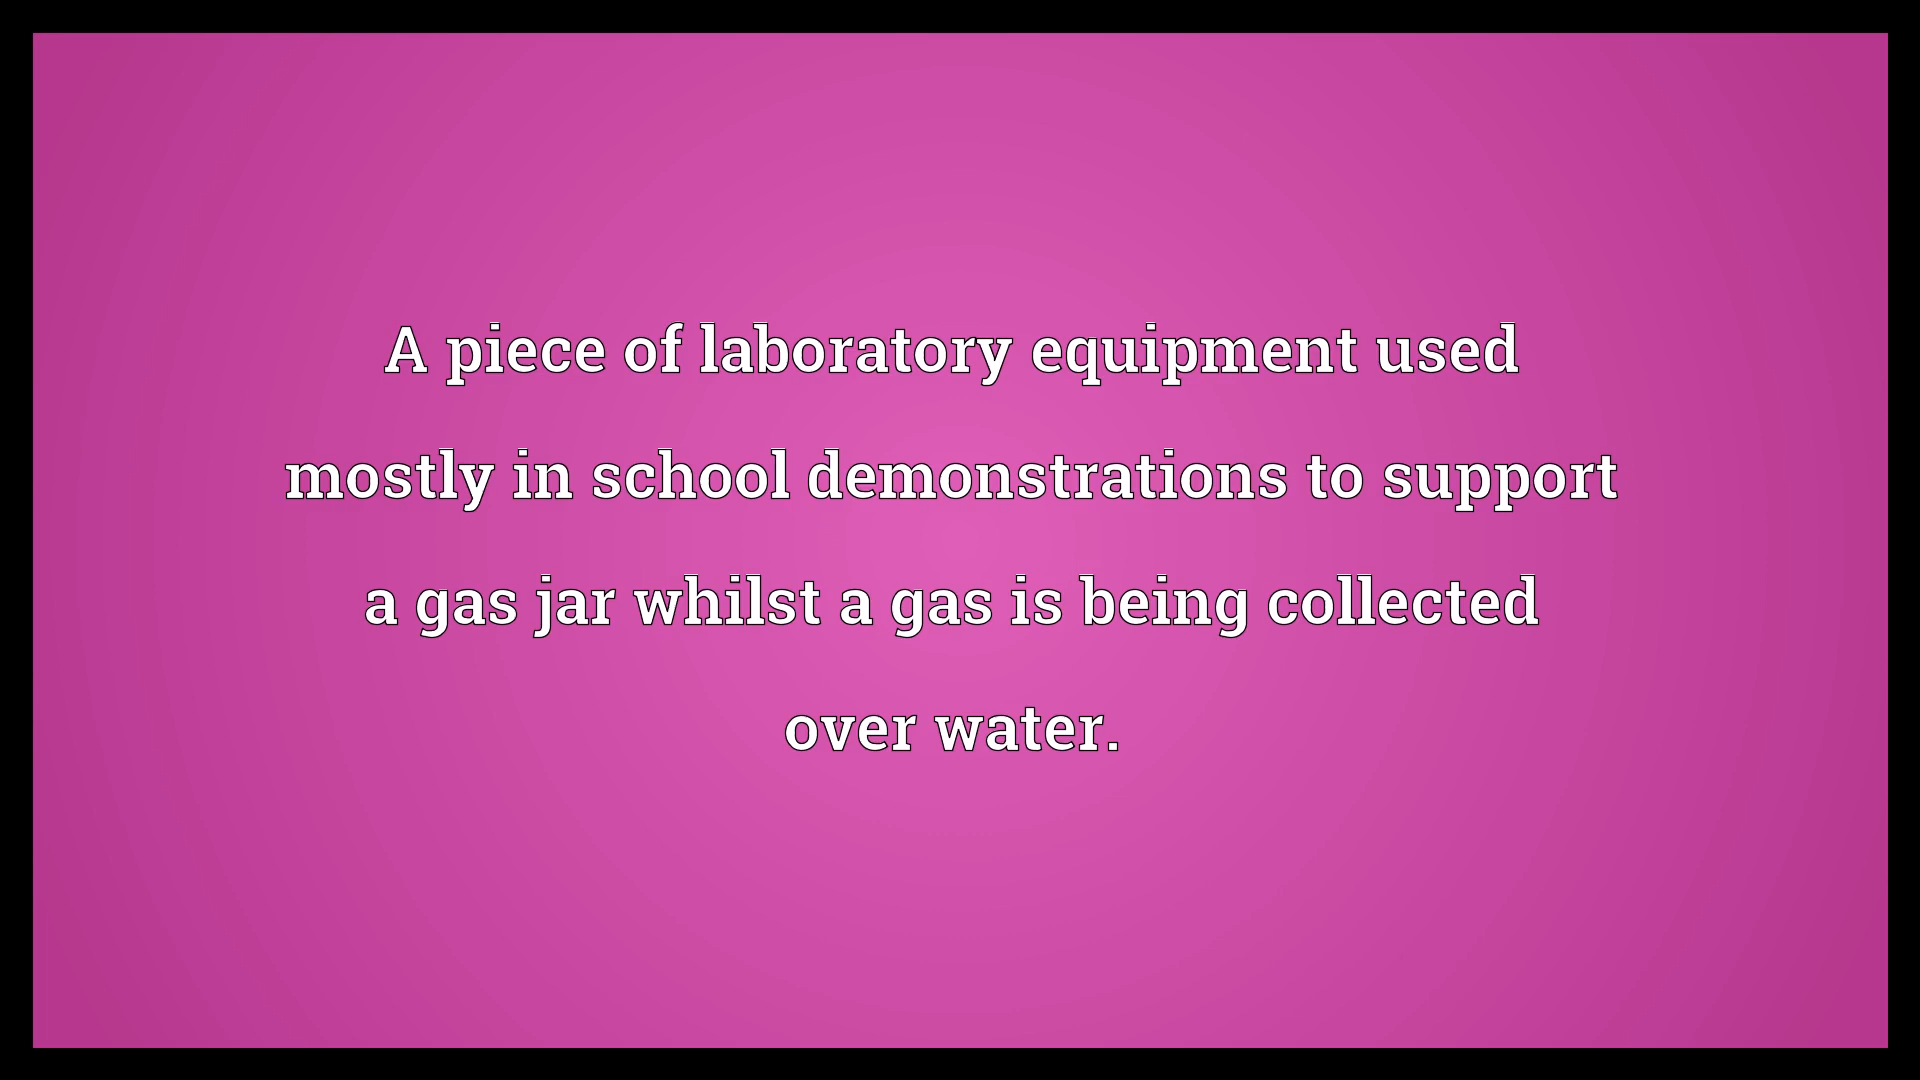 A piece of laboratory equipment used
mostly in school demonstrations to support
a gas jar whilst a gas is being collected
over water.